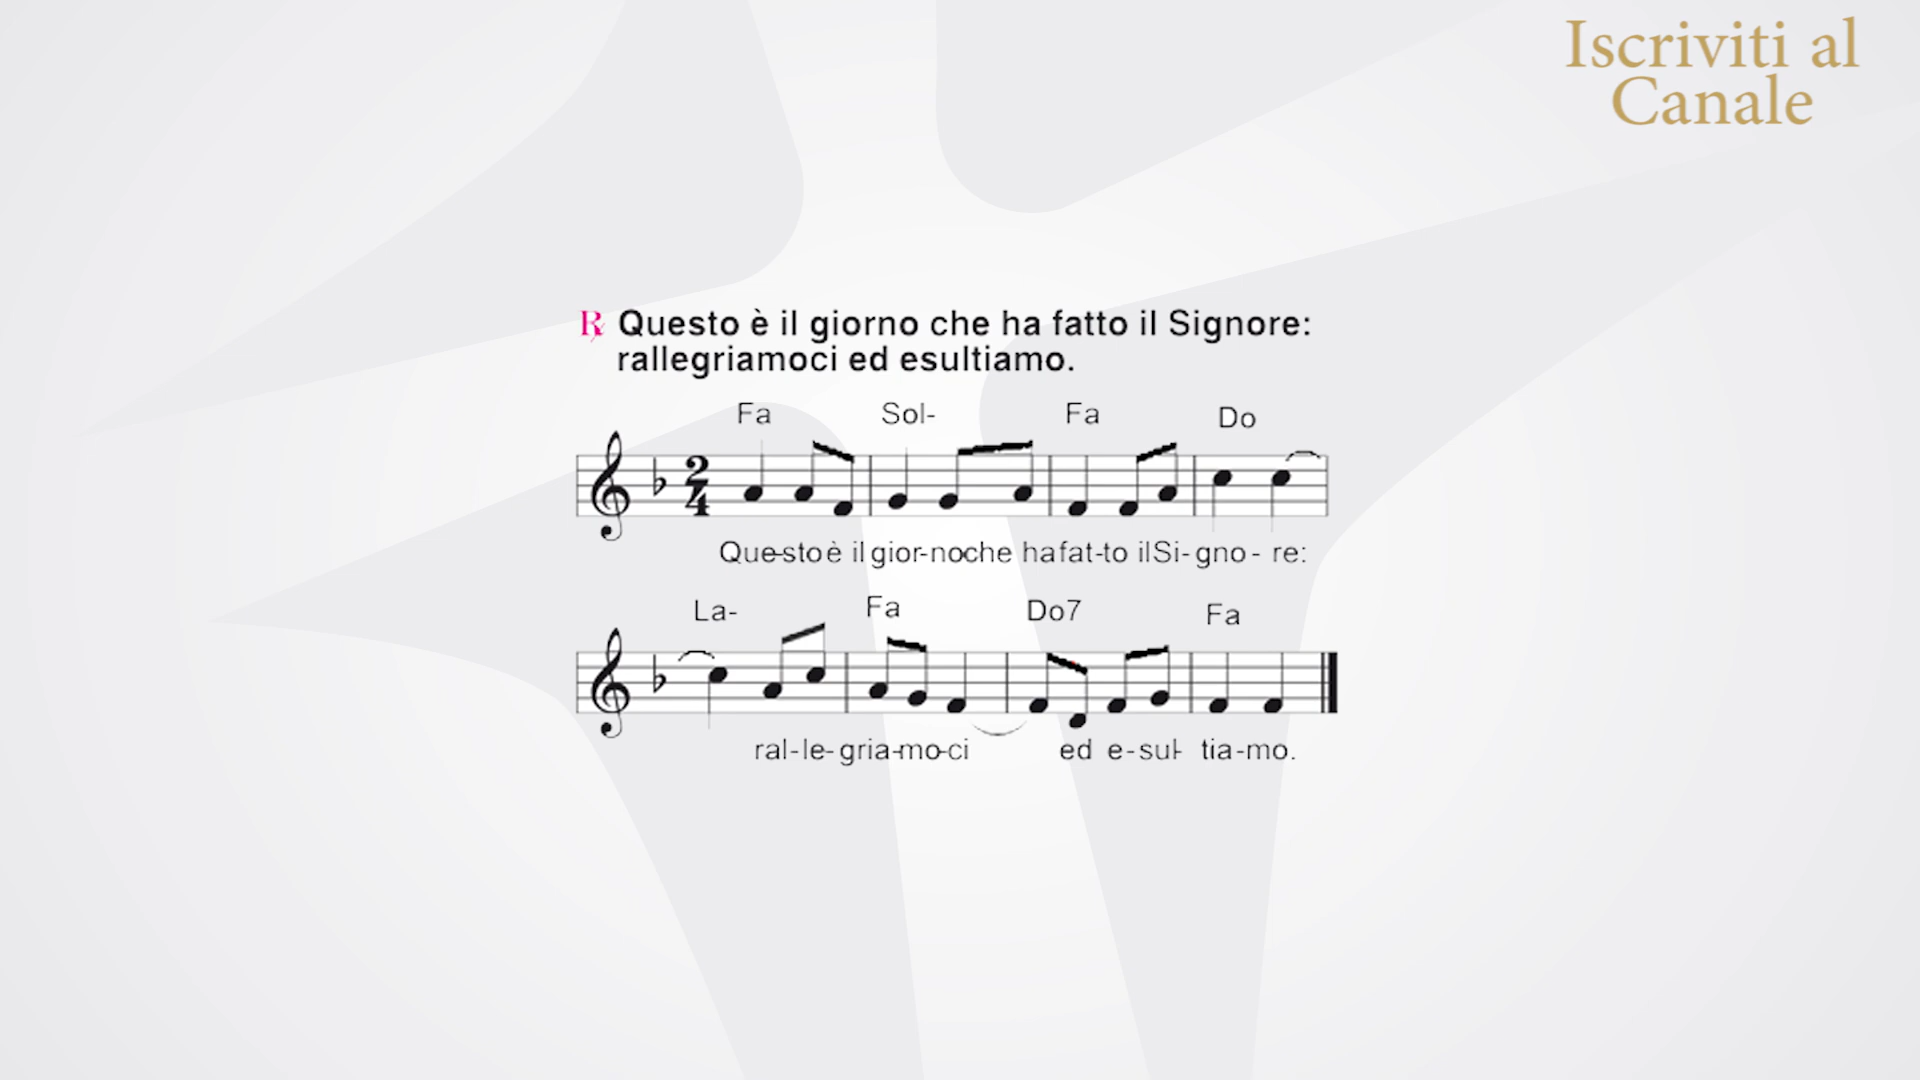 Iscriviti al
Canale
℟ Questo è il giorno che ha fatto il Signore:
rallegriamoci ed esultiamo.
Fa Sol- Fa Do
2
4
Que-sto è il gior-no che ha fat-to il Si-gno-re:
La- Fa Do7 Fa
ral-le-gria-mo-ci ed e-sul-tia-mo.